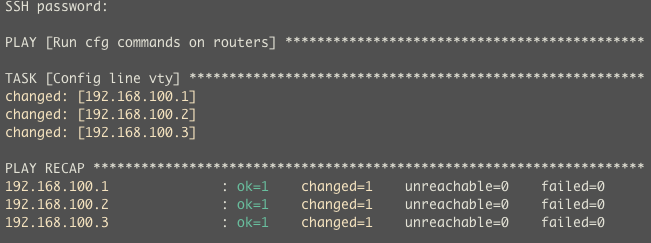 SSH password:
PLAY [Run cfg commands on routers] *********************************************
TASK [Config line vty] *********************************************************
changed: [192.168.100.1]
changed: [192.168.100.2]
changed: [192.168.100.3]
PLAY RECAP *********************************************************************
192.168.100.1 : ok=1 changed=1 unreachable=0 failed=0
192.168.100.2 : ok=1 changed=1 unreachable=0 failed=0
192.168.100.3 : ok=1 changed=1 unreachable=0 failed=0